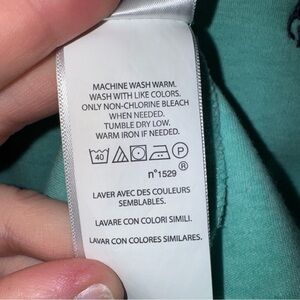 MACHINE WASH WARM.
WASH WITH LIKE COLORS.
ONLY NON-CHLORINE BLEACH
WHEN NEEDED.
TUMBLE DRY LOW.
WARM IRON IF NEEDED.
40 P
®
n°1529
LAVER AVEC DES COULEURS
SEMBLABLES.
LAVARE CON COLORI SIMILI.
LAVAR CON COLORES SIMILARES.